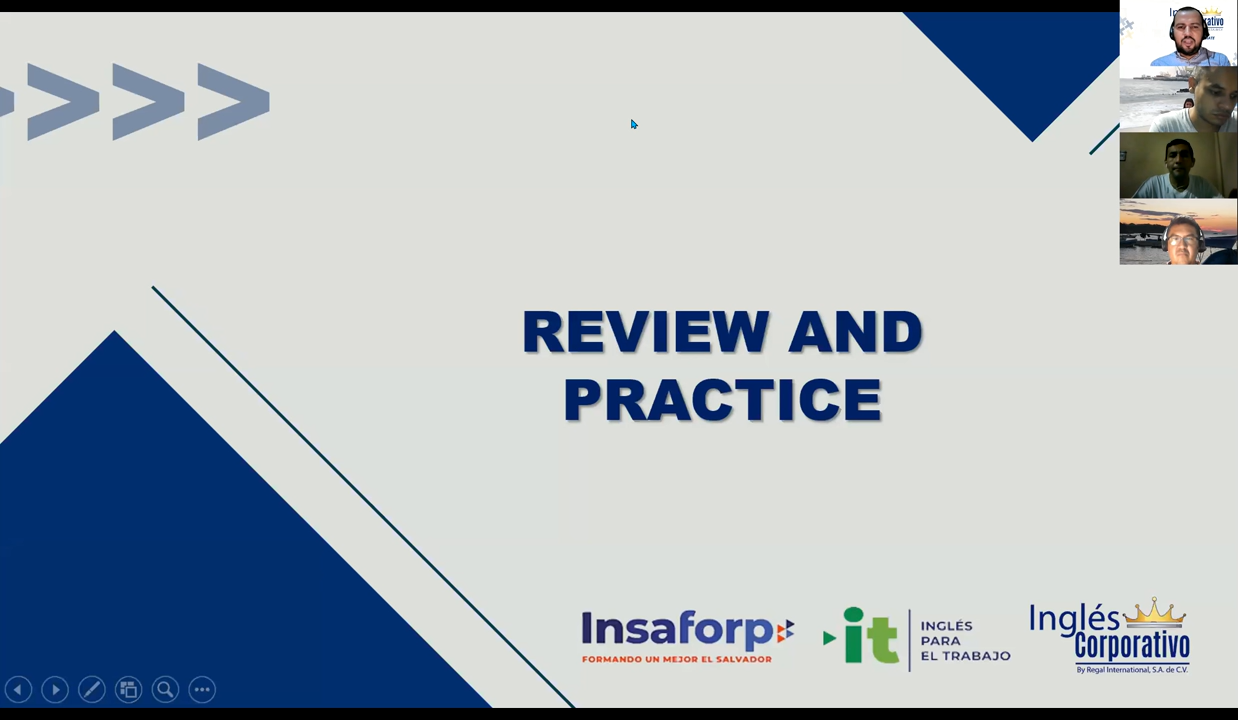 REVIEW AND
PRACTICE
Insaforp
FORMANDO UN MEJOR EL SALVADOR
it
INGLÉS
PARA
EL TRABAJO
Inglés
Corporativo
By Regal International, S.A. de C.V.